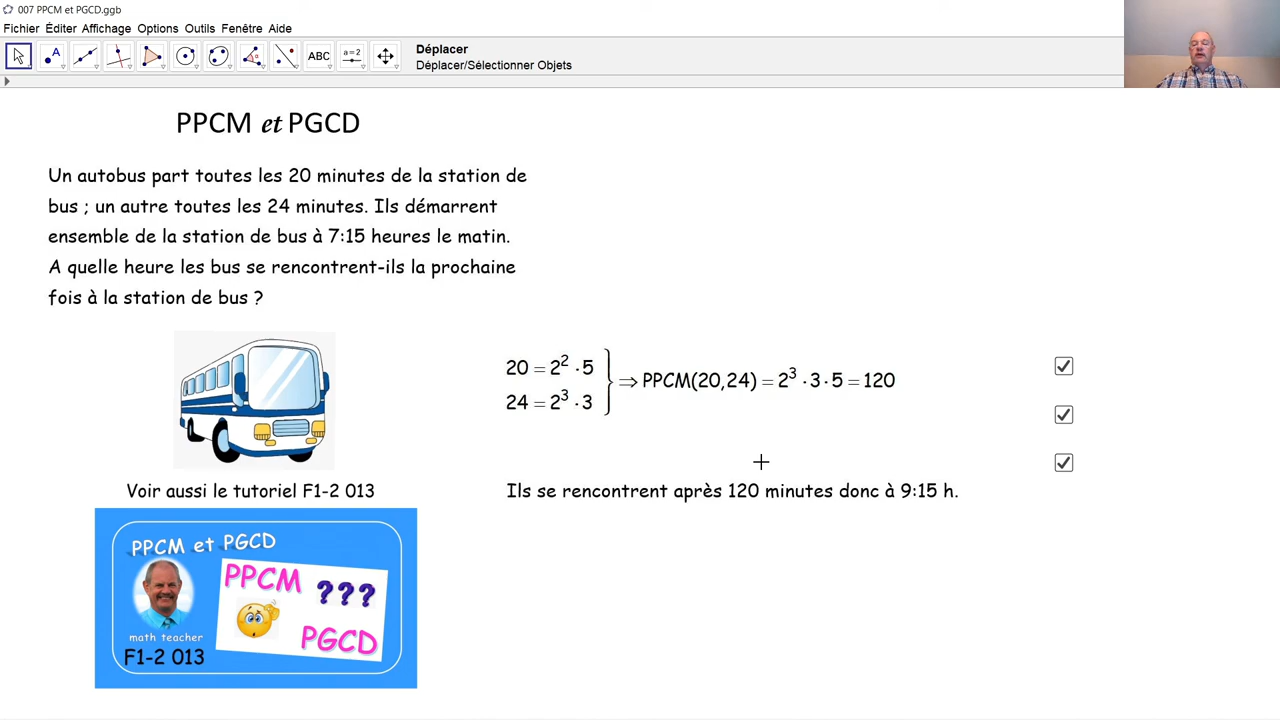 007 PPCM et PGCD.ggb
Fichier Éditer Affichage Options Outils Fenêtre Aide
A
ABC
a=2
Déplacer
Déplacer/Sélectionner Objets
PPCM et PGCD
Un autobus part toutes les 20 minutes de la station de
bus ; un autre toutes les 24 minutes. Ils démarrent
ensemble de la station de bus à 7:15 heures le matin.
A quelle heure les bus se rencontrent-ils la prochaine
fois à la station de bus ?
20 = 2² · 5
24 = 2³ · 3
⇒ PPCM(20,24) = 2³ · 3 · 5 = 120
Ils se rencontrent après 120 minutes donc à 9:15 h.
Voir aussi le tutoriel F1-2 013
PPCM et PGCD
PPCM
???
PGCD
math teacher
F1-2 013